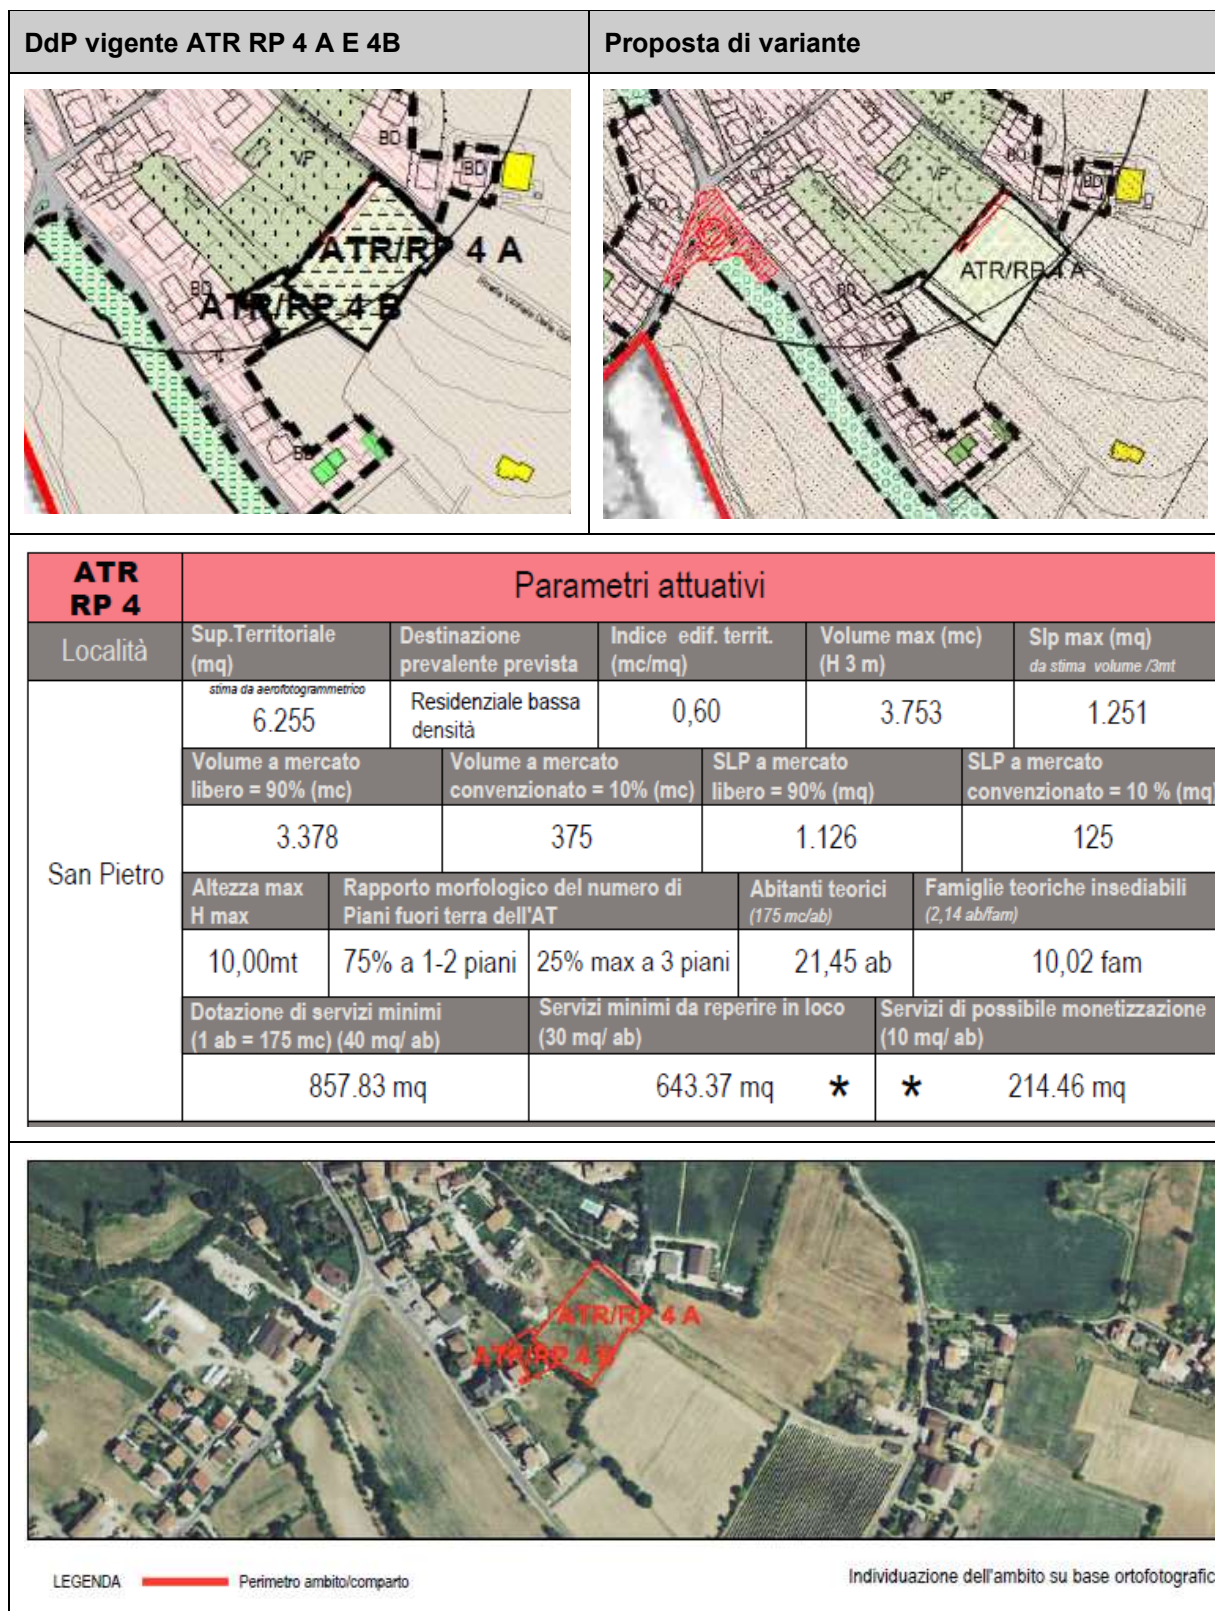 DdP vigente ATR RP 4 A E 4B
Proposta di variante
BD
VP
BD
ATR/RP 4 A
BD
ATR/RP 4 B
BD
BD
VP
BD
BD
ATR/RP 4 A
BD
BD
ATR RP 4
Parametri attuativi
Località
Sup.Territoriale (mq)
Destinazione prevalente prevista
Indice edif. territ. (mc/mq)
Volume max (mc) (H 3 m)
Slp max (mq) da stima volume /3mt
San Pietro
stima da aerofotogrammetrico
6.255
Residenziale bassa densità
0,60
3.753
1.251
Volume a mercato libero = 90% (mc)
Volume a mercato convenzionato = 10% (mc)
SLP a mercato libero = 90% (mq)
SLP a mercato convenzionato = 10 % (mq)
3.378
375
1.126
125
Altezza max H max
Rapporto morfologico del numero di Piani fuori terra dell'AT
Abitanti teorici (175 mc/ab)
Famiglie teoriche insediabili (2,14 ab/fam)
10,00mt
75% a 1-2 piani
25% max a 3 piani
21,45 ab
10,02 fam
Dotazione di servizi minimi (1 ab = 175 mc) (40 mq/ ab)
Servizi minimi da reperire in loco (30 mq/ ab)
Servizi di possibile monetizzazione (10 mq/ ab)
857.83 mq
643.37 mq *
* 214.46 mq
ATR/RP 4 A
ATR/RP 4 B
LEGENDA
Perimetro ambito/comparto
Individuazione dell'ambito su base ortofotografic